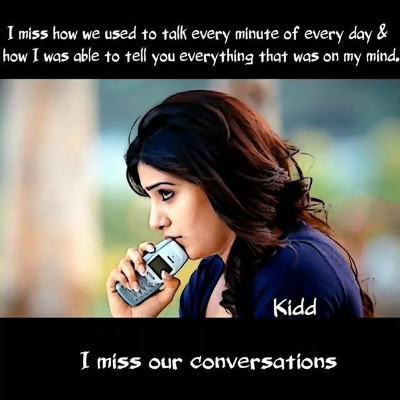 I miss how we used to talk every minute of every day &
how I was able to tell you everything that was on my mind.
Kidd
I miss our conversations